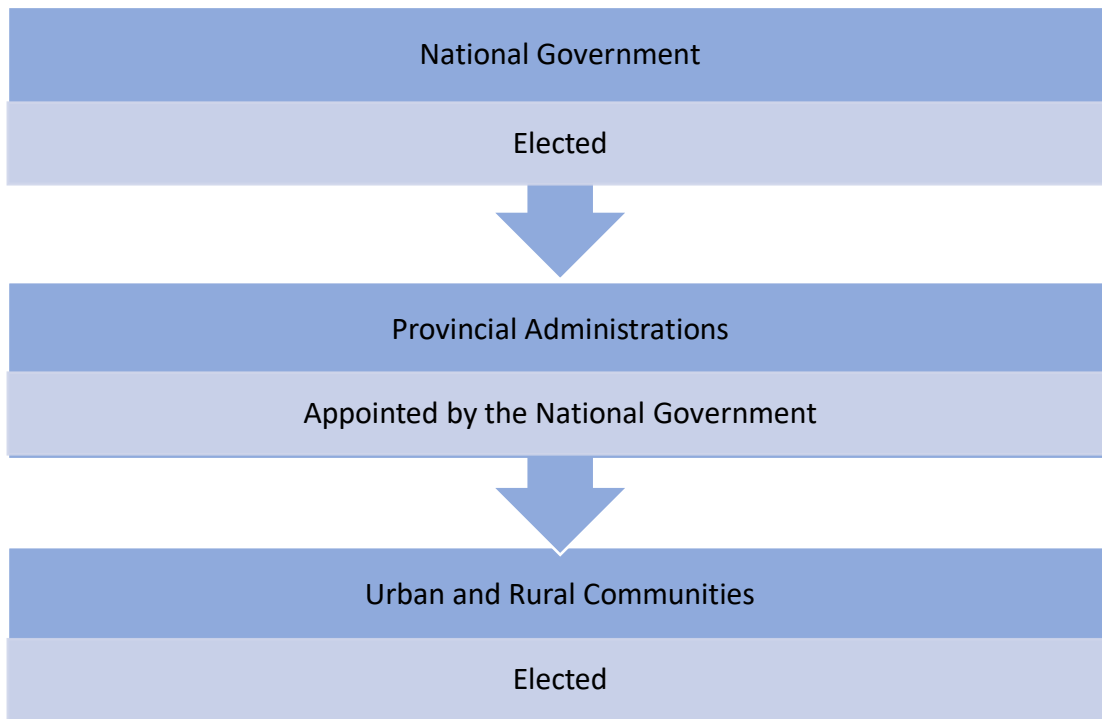 National Government
Elected
Provincial Administrations
Appointed by the National Government
Urban and Rural Communities
Elected